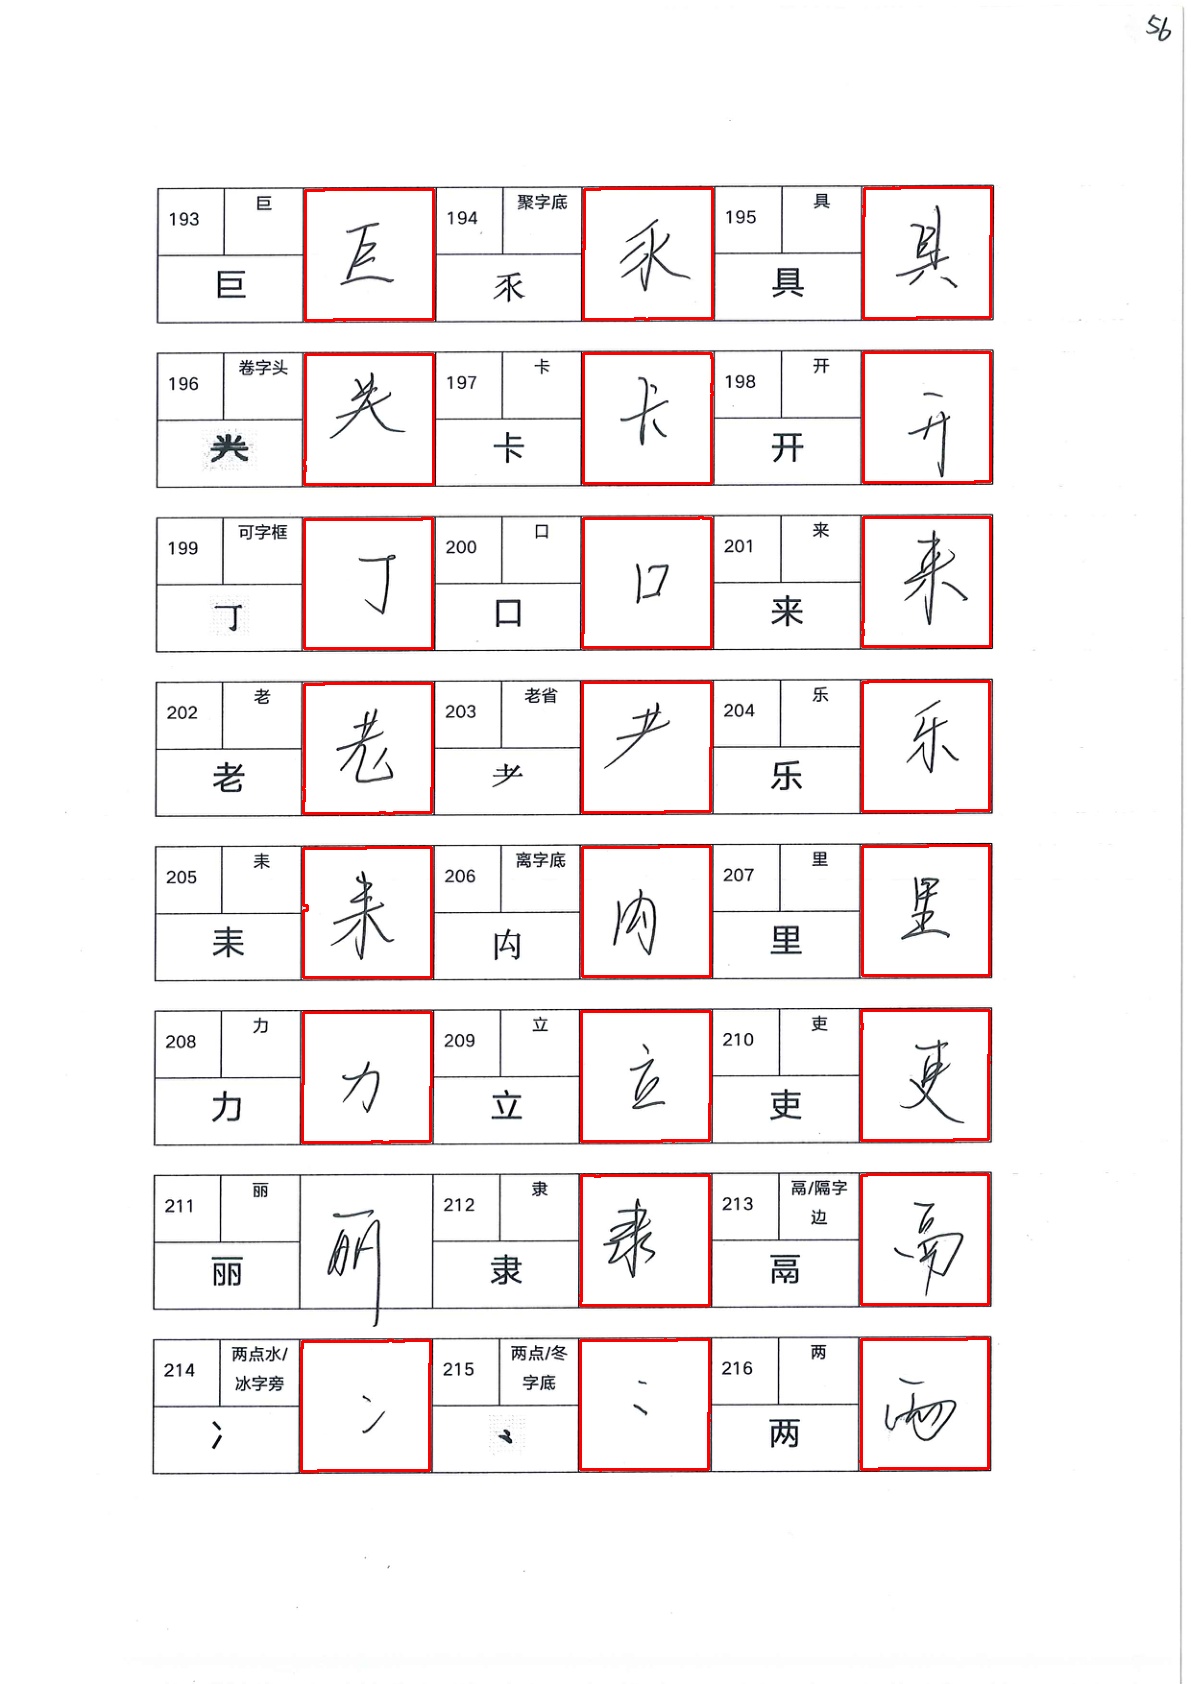 56
193 巨 巨 194 聚字底 乑 195 具 具
巨 乑 具
196 卷字头 197 卡 卡 198 开 开
龹 卡 开
199 可字框 丁 200 口 口 201 来 来
丁 口 来
202 老 老 203 老省 耂 204 乐 乐
老 耂 乐
205 耒 耒 206 离字底 禸 207 里 里
耒 禸 里
208 力 力 209 立 立 210 吏 吏
力 立 吏
211 丽 丽 212 隶 隶 213 鬲/隔字 鬲
边
丽 隶 鬲
214 两点水/ 冫 215 两点/冬 216 两 两
冰字旁 字底
冫 ⺀ 两